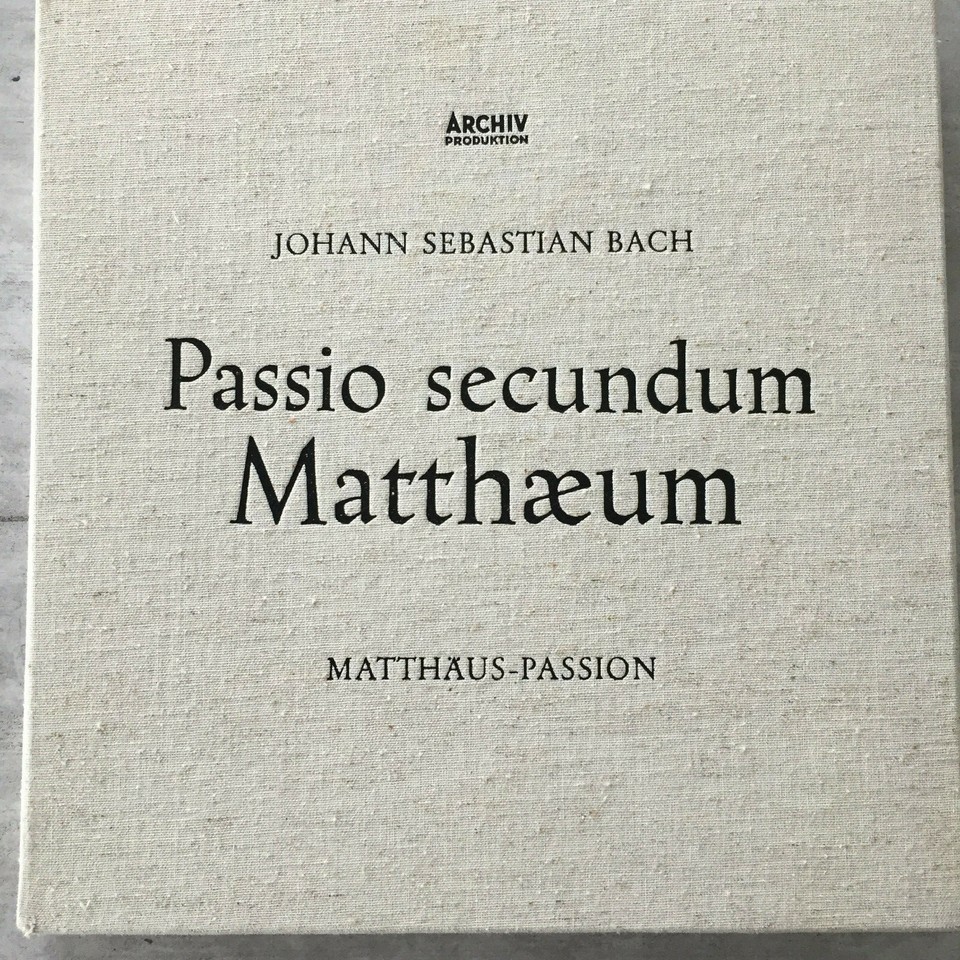 ARCHIV
PRODUKTION
JOHANN SEBASTIAN BACH
Passio secundum
Matthæum
MATTHÄUS-PASSION